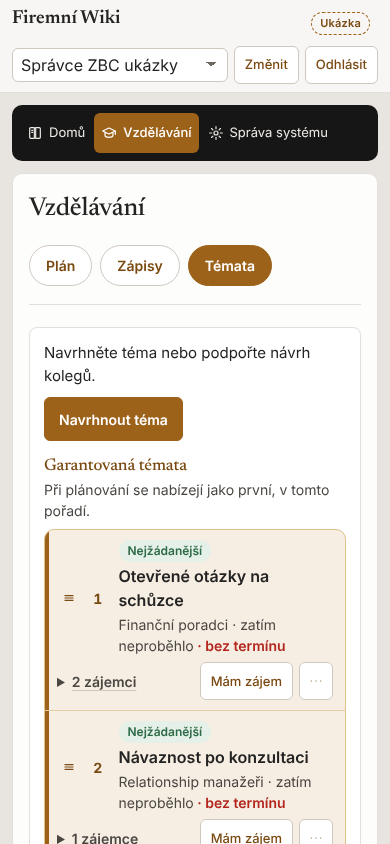 Firemní Wiki
Ukázka
Správce ZBC ukázky
Změnit
Odhlásit
Domů
Vzdělávání
Správa systému
Vzdělávání
Plán
Zápisy
Témata
Navrhněte téma nebo podpořte návrh
kolegů.
Navrhnout téma
Garantovaná témata
Při plánování se nabízejí jako první, v tomto
pořadí.
Nejžádanější
1
Otevřené otázky na
schůzce
Finanční poradci · zatím
neproběhlo · bez termínu
2 zájemci
Mám zájem
...
Nejžádanější
2
Návaznost po konzultaci
Relationship manažeři · zatím
neproběhlo · bez termínu
1 zájemce
Mám zájem
...